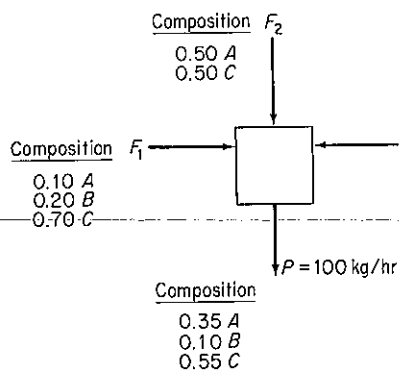 Composition F₂
0.50 A
0.50 C
Composition F₁
0.10 A
0.20 B
0.70 C
P = 100 kg/hr
Composition
0.35 A
0.10 B
0.55 C